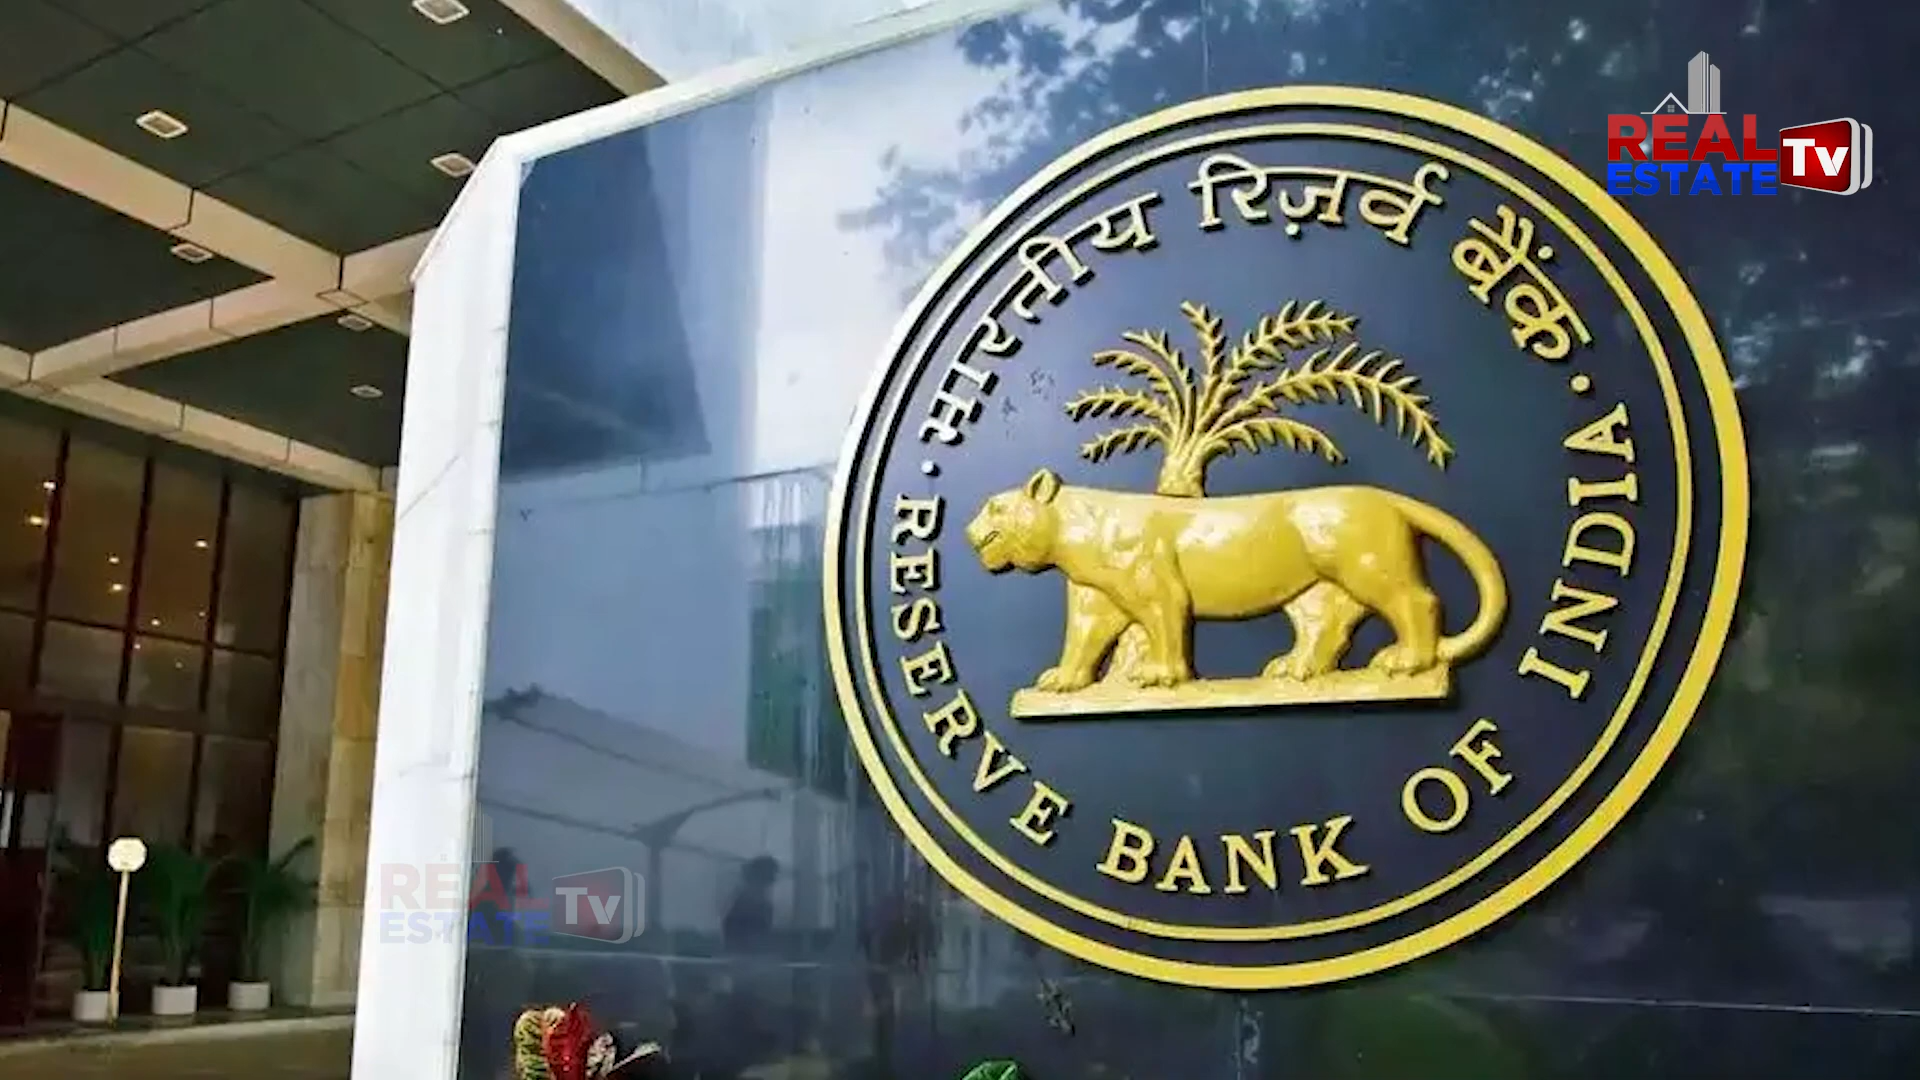 भारतीय रिज़र्व बैंक
RESERVE BANK OF INDIA
REAL
ESTATE
Tv
REAL
ESTATE
Tv